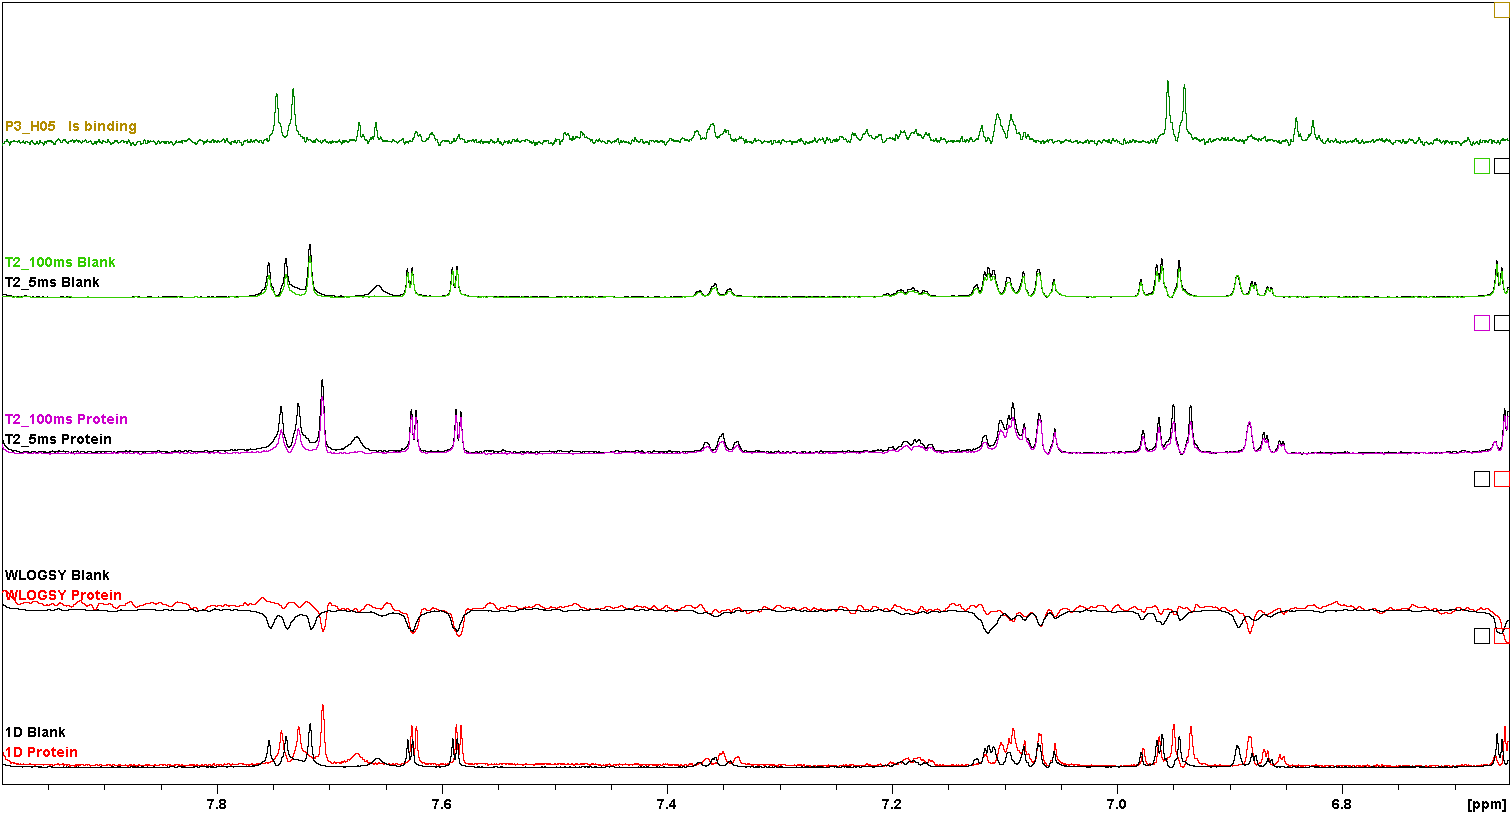 P3_H05 Is binding
T2_100ms Blank
T2_5ms Blank
T2_100ms Protein
T2_5ms Protein
WLOGSY Blank
WLOGSY Protein
1D Blank
1D Protein
7.8 7.6 7.4 7.2 7.0 6.8 [ppm]